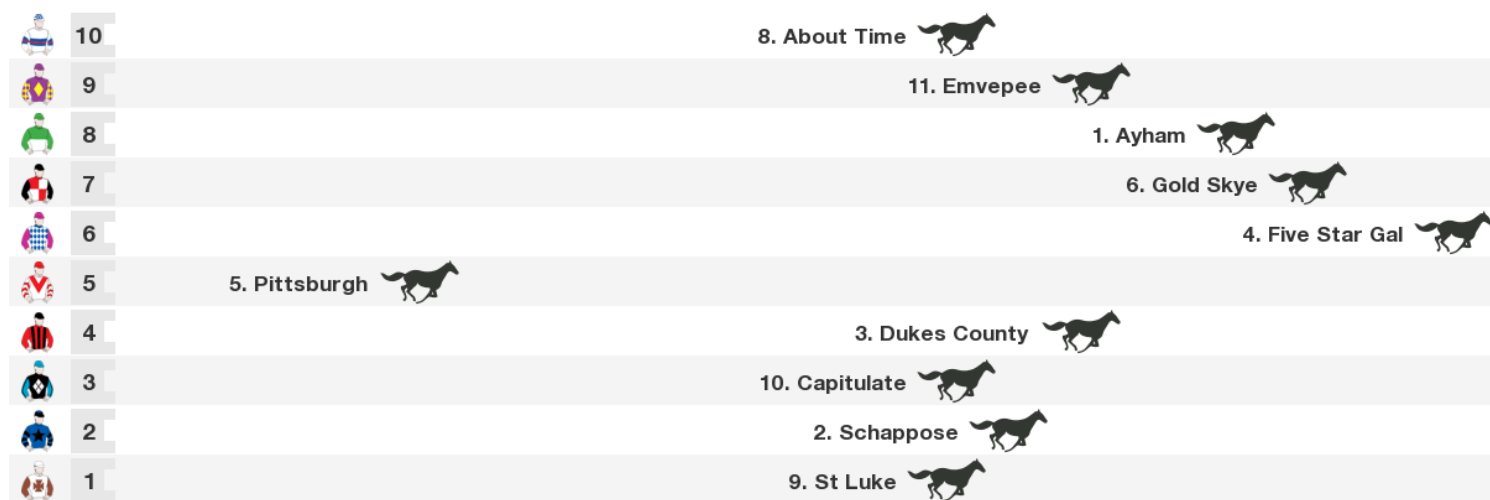 10 8. About Time
9 11. Emvepee
8 1. Ayham
7 6. Gold Skye
6 4. Five Star Gal
5 5. Pittsburgh
4 3. Dukes County
3 10. Capitulate
2 2. Schappose
1 9. St Luke